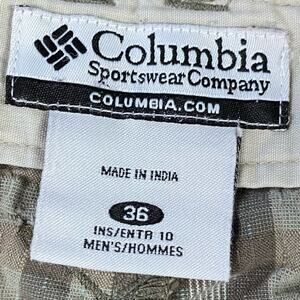 Columbia
Sportswear Company
COLUMBIA.COM
MADE IN INDIA
36
INS/ENTR 10
MEN'S/HOMMES